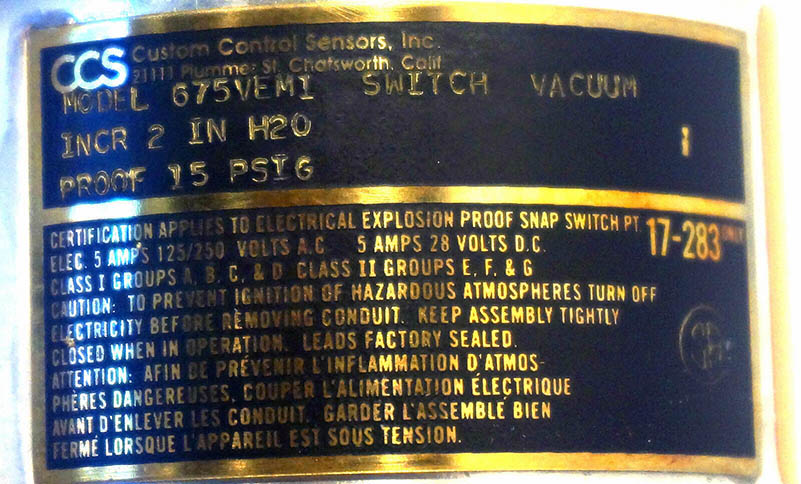 CCS Custom Control Sensors, Inc.
21111 Plummer St. Chatsworth, Calif
MODEL 675VEM1 SWITCH VACUUM
INCR 2 IN H2O 1
PROOF 15 PSIG
CERTIFICATION APPLIES TO ELECTRICAL EXPLOSION PROOF SNAP SWITCH PT. 17-283 ONLY
ELEC. 5 AMPS 125/250 VOLTS A.C. 5 AMPS 28 VOLTS D.C.
CLASS I GROUPS A, B, C, & D CLASS II GROUPS E, F, & G
CAUTION: TO PREVENT IGNITION OF HAZARDOUS ATMOSPHERES TURN OFF
ELECTRICITY BEFORE REMOVING CONDUIT. KEEP ASSEMBLY TIGHTLY
CLOSED WHEN IN OPERATION. LEADS FACTORY SEALED.
ATTENTION: AFIN DE PRÉVENIR L'INFLAMMATION D'ATMOS-
PHÈRES DANGEREUSES, COUPER L'ALIMENTATION ÉLECTRIQUE
AVANT D'ENLEVER LES CONDUIT. GARDER L'ASSEMBLE BIEN
FERMÉ LORSQUE L'APPAREIL EST SOUS TENSION.